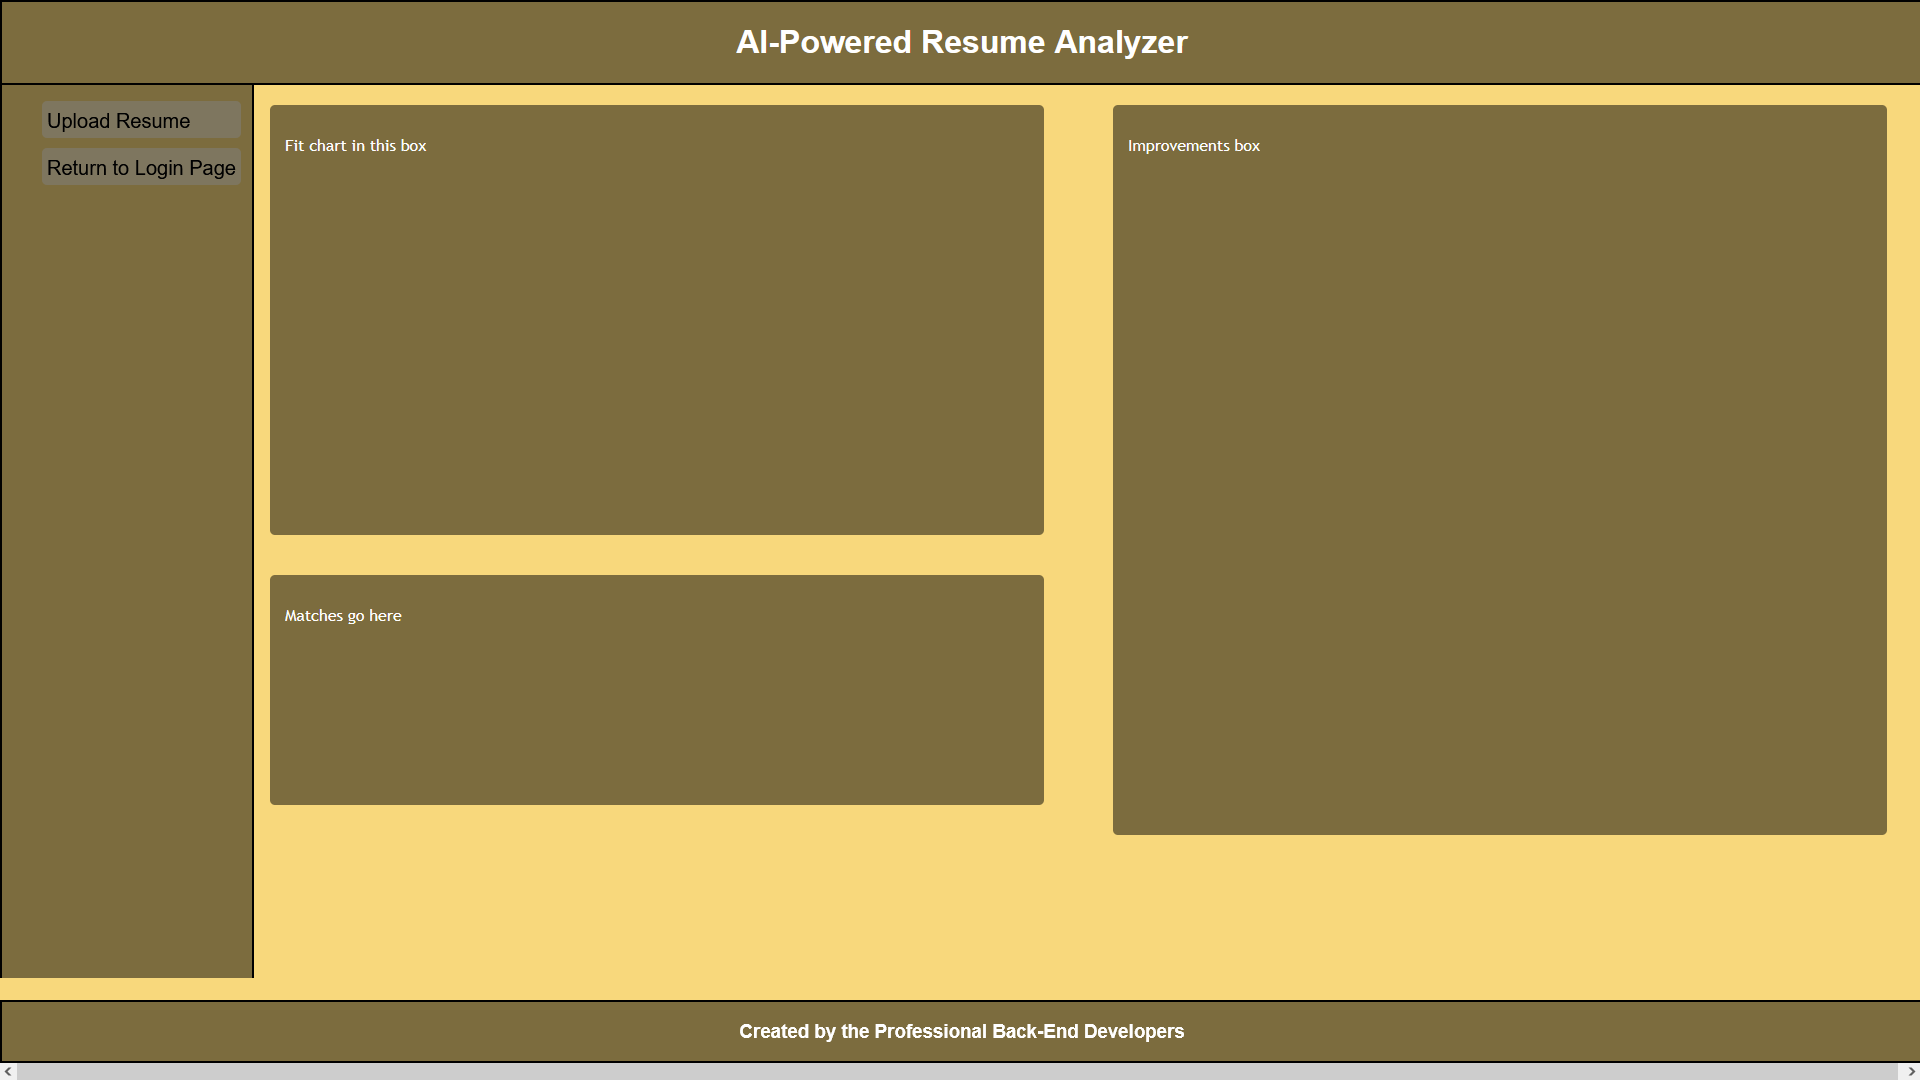 AI-Powered Resume Analyzer
Upload Resume
Return to Login Page
Fit chart in this box
Matches go here
Improvements box
Created by the Professional Back-End Developers